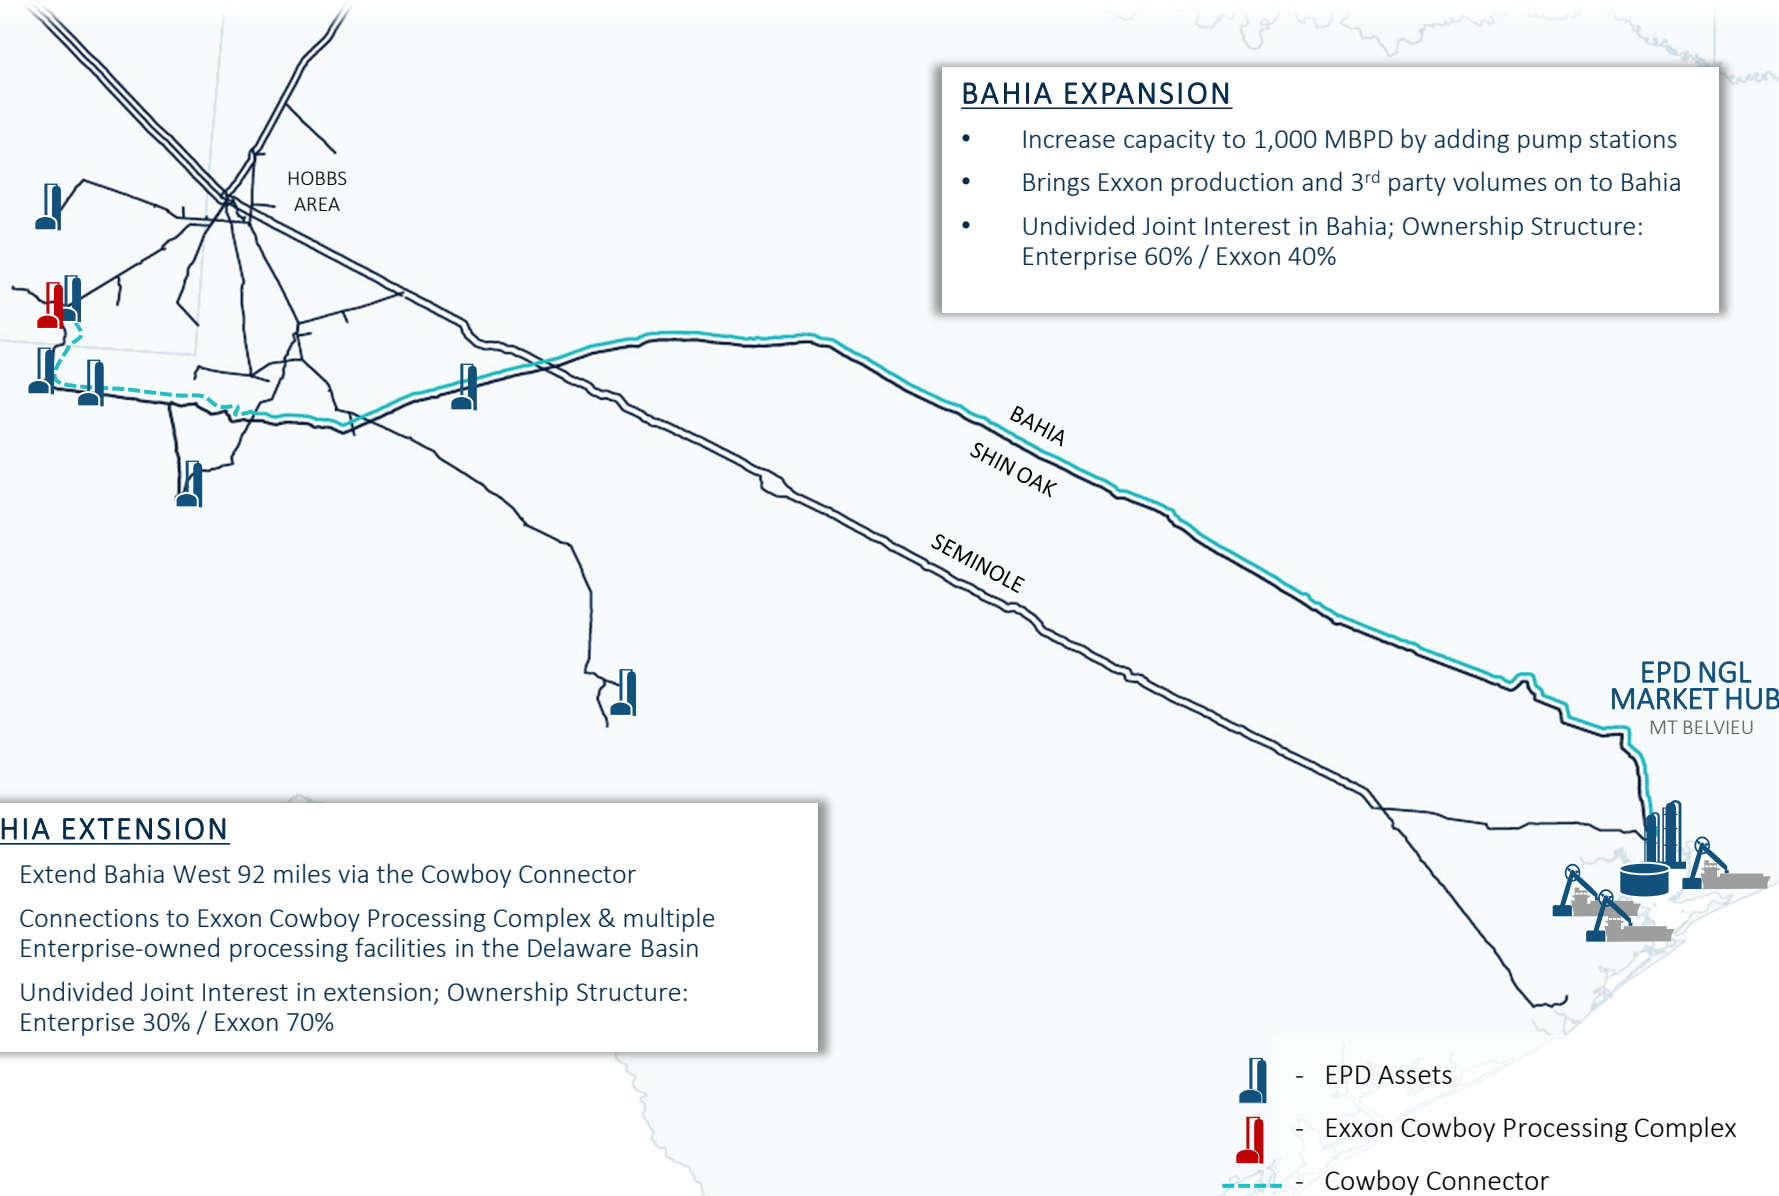 BAHIA EXPANSION
• Increase capacity to 1,000 MBPD by adding pump stations
• Brings Exxon production and 3rd party volumes on to Bahia
• Undivided Joint Interest in Bahia; Ownership Structure:
Enterprise 60% / Exxon 40%
HOBBS
AREA
BAHIA
SHIN OAK
SEMINOLE
EPD NGL
MARKET HUB
MT BELVIEU
HIA EXTENSION
Extend Bahia West 92 miles via the Cowboy Connector
Connections to Exxon Cowboy Processing Complex & multiple
Enterprise-owned processing facilities in the Delaware Basin
Undivided Joint Interest in extension; Ownership Structure:
Enterprise 30% / Exxon 70%
- EPD Assets
- Exxon Cowboy Processing Complex
- Cowboy Connector